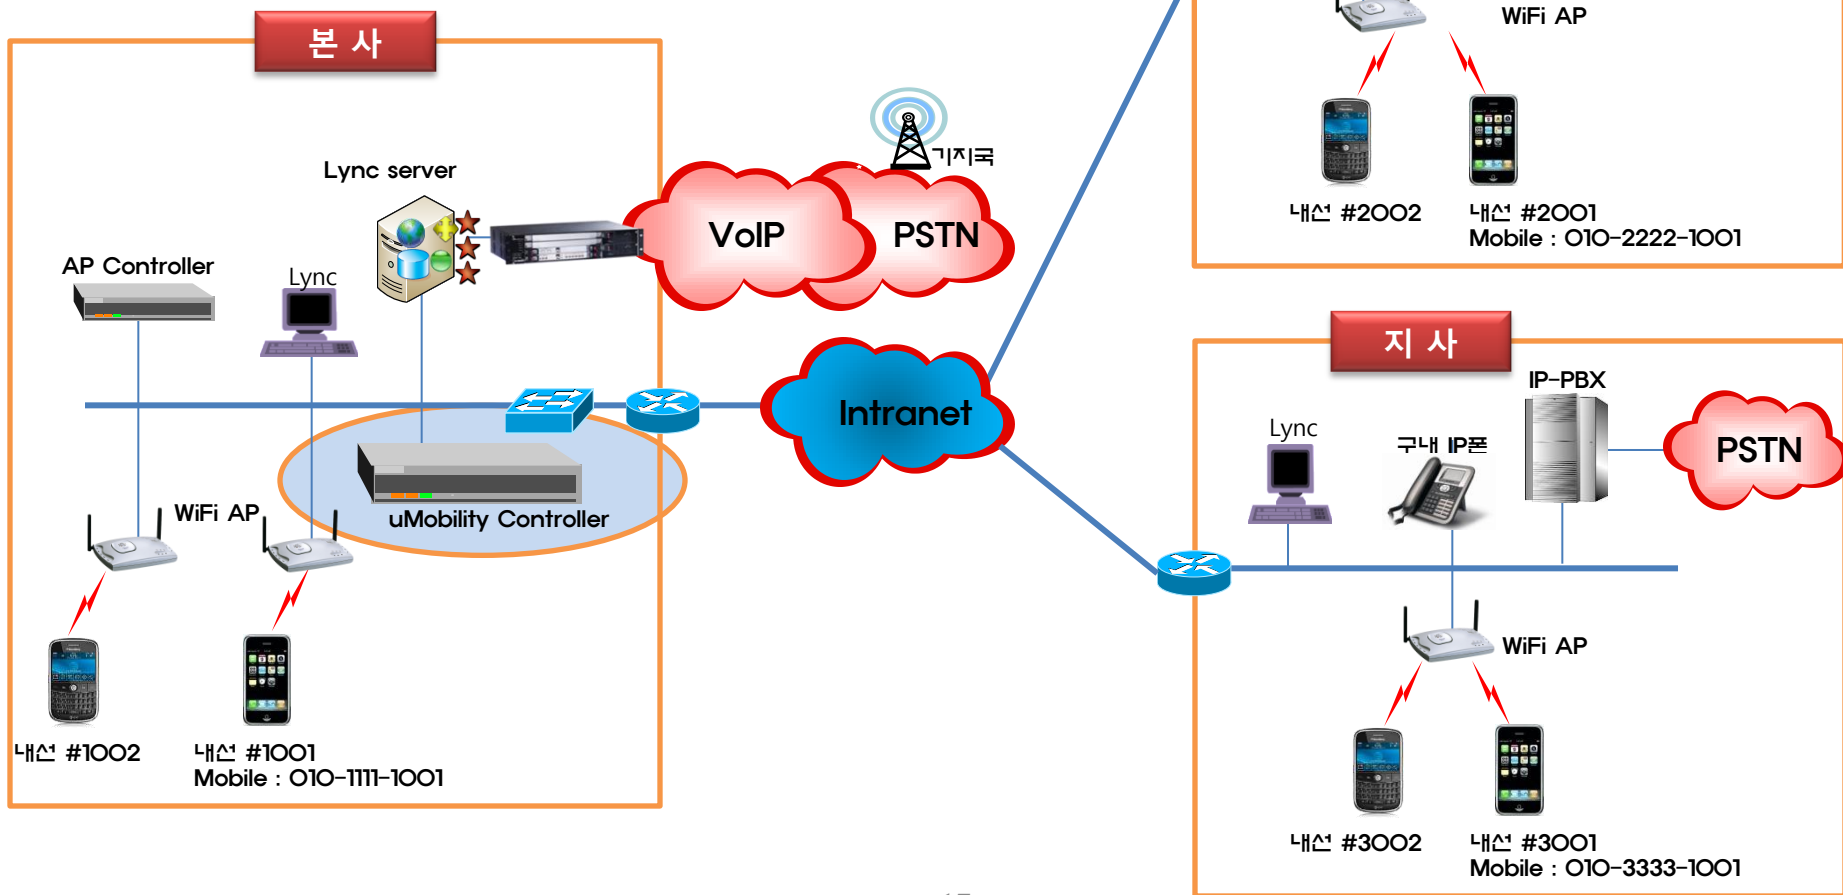 본 사
Lync server
AP Controller
Lync
기지국
VoIP
PSTN
Intranet
uMobility Controller
WiFi AP
내선 #1002
내선 #1001
Mobile : 010-1111-1001
WiFi AP
내선 #2002
내선 #2001
Mobile : 010-2222-1001
지 사
IP-PBX
Lync
구내 IP폰
PSTN
WiFi AP
내선 #3002
내선 #3001
Mobile : 010-3333-1001